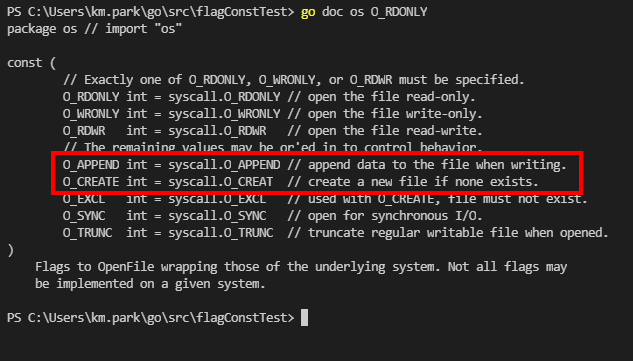 PS C:\Users\km.park\go\src\flagConstTest> go doc os O_RDONLY
package os // import "os"
const (
// Exactly one of O_RDONLY, O_WRONLY, or O_RDWR must be specified.
O_RDONLY int = syscall.O_RDONLY // open the file read-only.
O_WRONLY int = syscall.O_WRONLY // open the file write-only.
O_RDWR   int = syscall.O_RDWR   // open the file read-write.
// The remaining values may be or'ed in to control behavior.
O_APPEND int = syscall.O_APPEND // append data to the file when writing.
O_CREATE int = syscall.O_CREAT  // create a new file if none exists.
O_EXCL   int = syscall.O_EXCL   // used with O_CREATE, file must not exist.
O_SYNC   int = syscall.O_SYNC   // open for synchronous I/O.
O_TRUNC  int = syscall.O_TRUNC  // truncate regular writable file when opened.
)
Flags to OpenFile wrapping those of the underlying system. Not all flags may
be implemented on a given system.
PS C:\Users\km.park\go\src\flagConstTest>